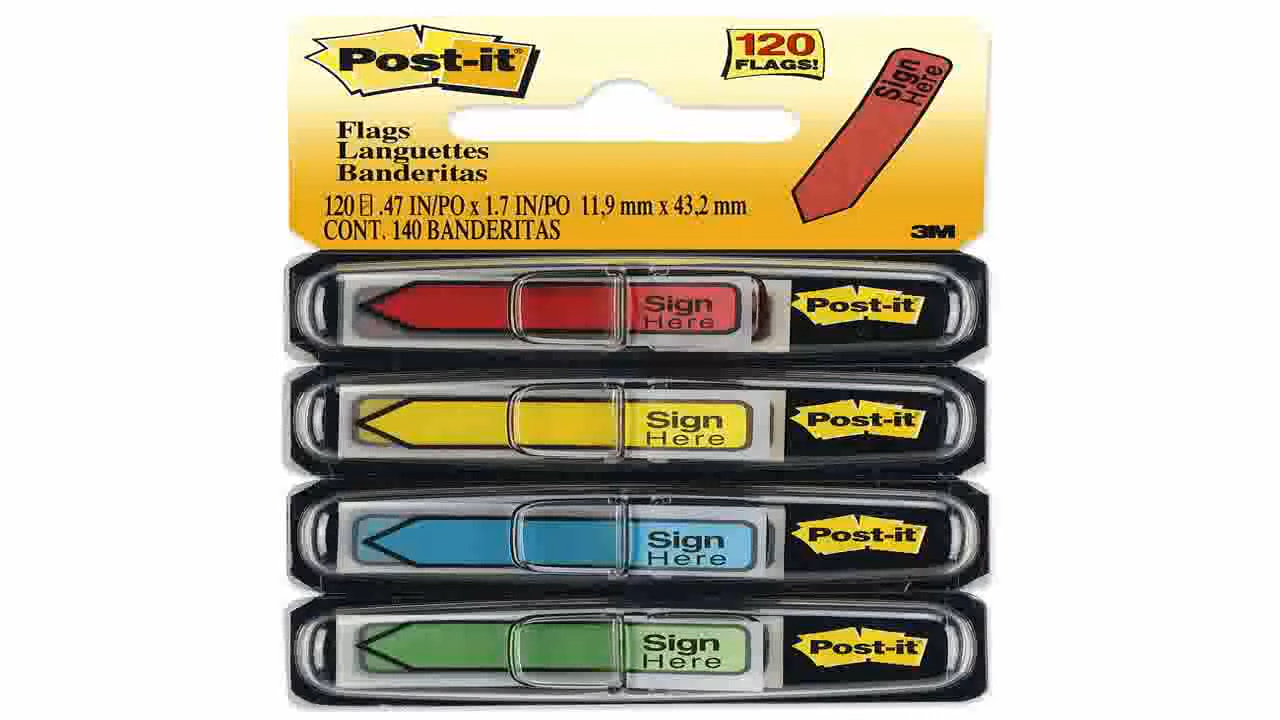 Post-it®
120
FLAGS!
Sign
Here
Flags
Languettes
Banderitas
120 .47 IN/PO x 1.7 IN/PO 11,9 mm x 43,2 mm
CONT. 140 BANDERITAS
3M
Sign
Here
Post-it
Sign
Here
Post-it
Sign
Here
Post-it
Sign
Here
Post-it